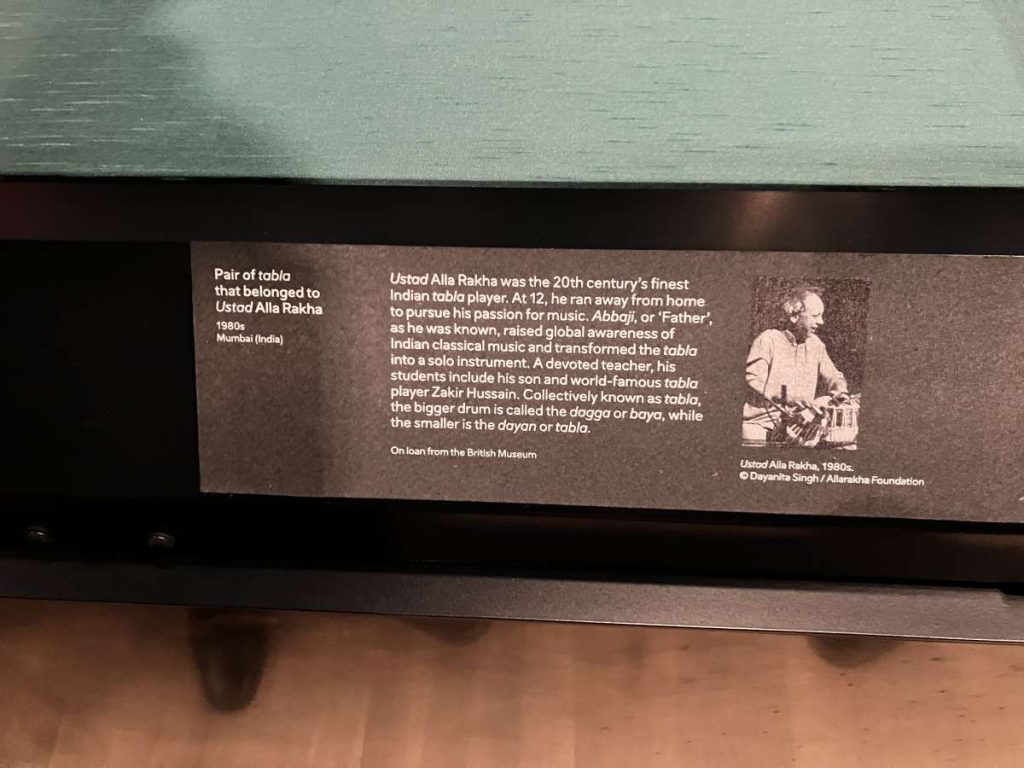 Pair of tabla
that belonged to
Ustad Alla Rakha
1980s
Mumbai (India)
Ustad Alla Rakha was the 20th century's finest
Indian tabla player. At 12, he ran away from home
to pursue his passion for music. Abbaji, or 'Father',
as he was known, raised global awareness of
Indian classical music and transformed the tabla
into a solo instrument. A devoted teacher, his
students include his son and world-famous tabla
player Zakir Hussain. Collectively known as tabla,
the bigger drum is called the dagga or baya, while
the smaller is the dayan or tabla.
On loan from the British Museum
Ustad Alla Rakha, 1980s.
© Dayanita Singh / Allarakha Foundation